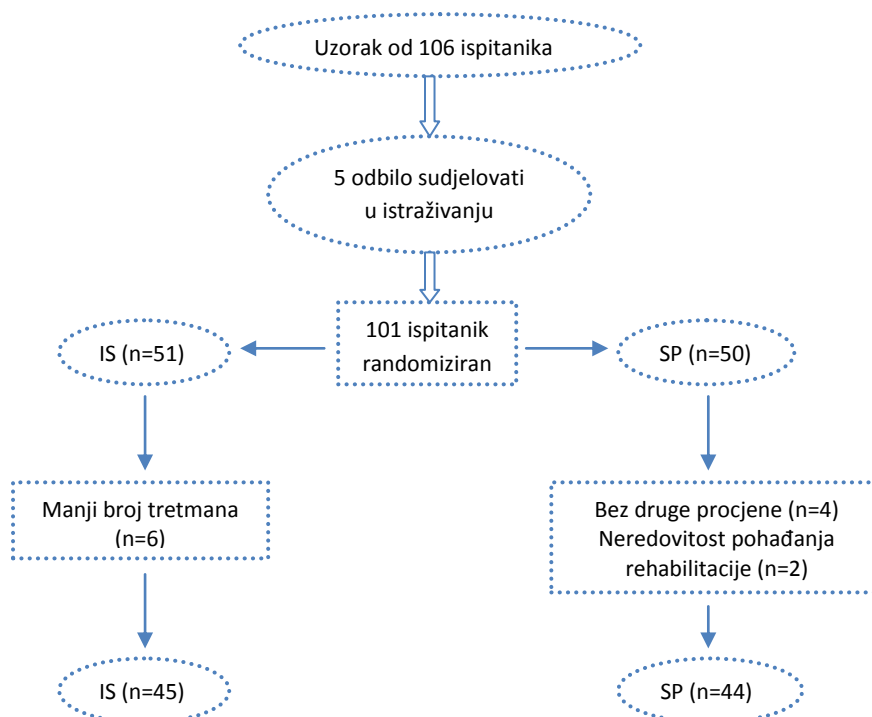 Uzorak od 106 ispitanika
5 odbilo sudjelovati
u istraživanju
101 ispitanik
randomiziran
IS (n=51)
SP (n=50)
Manji broj tretmana
(n=6)
Bez druge procjene (n=4)
Neredovitost pohađanja
rehabilitacije (n=2)
IS (n=45)
SP (n=44)